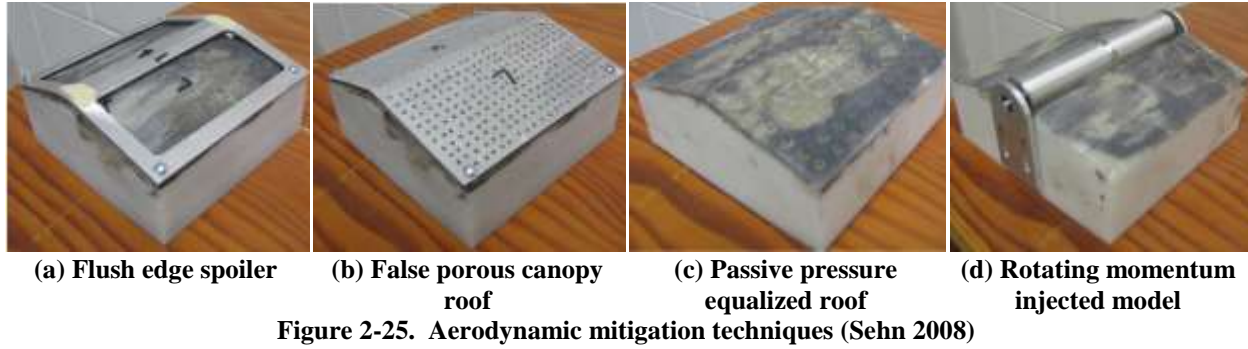 (a) Flush edge spoiler
(b) False porous canopy
roof
(c) Passive pressure
equalized roof
(d) Rotating momentum
injected model
Figure 2-25.  Aerodynamic mitigation techniques (Sehn 2008)